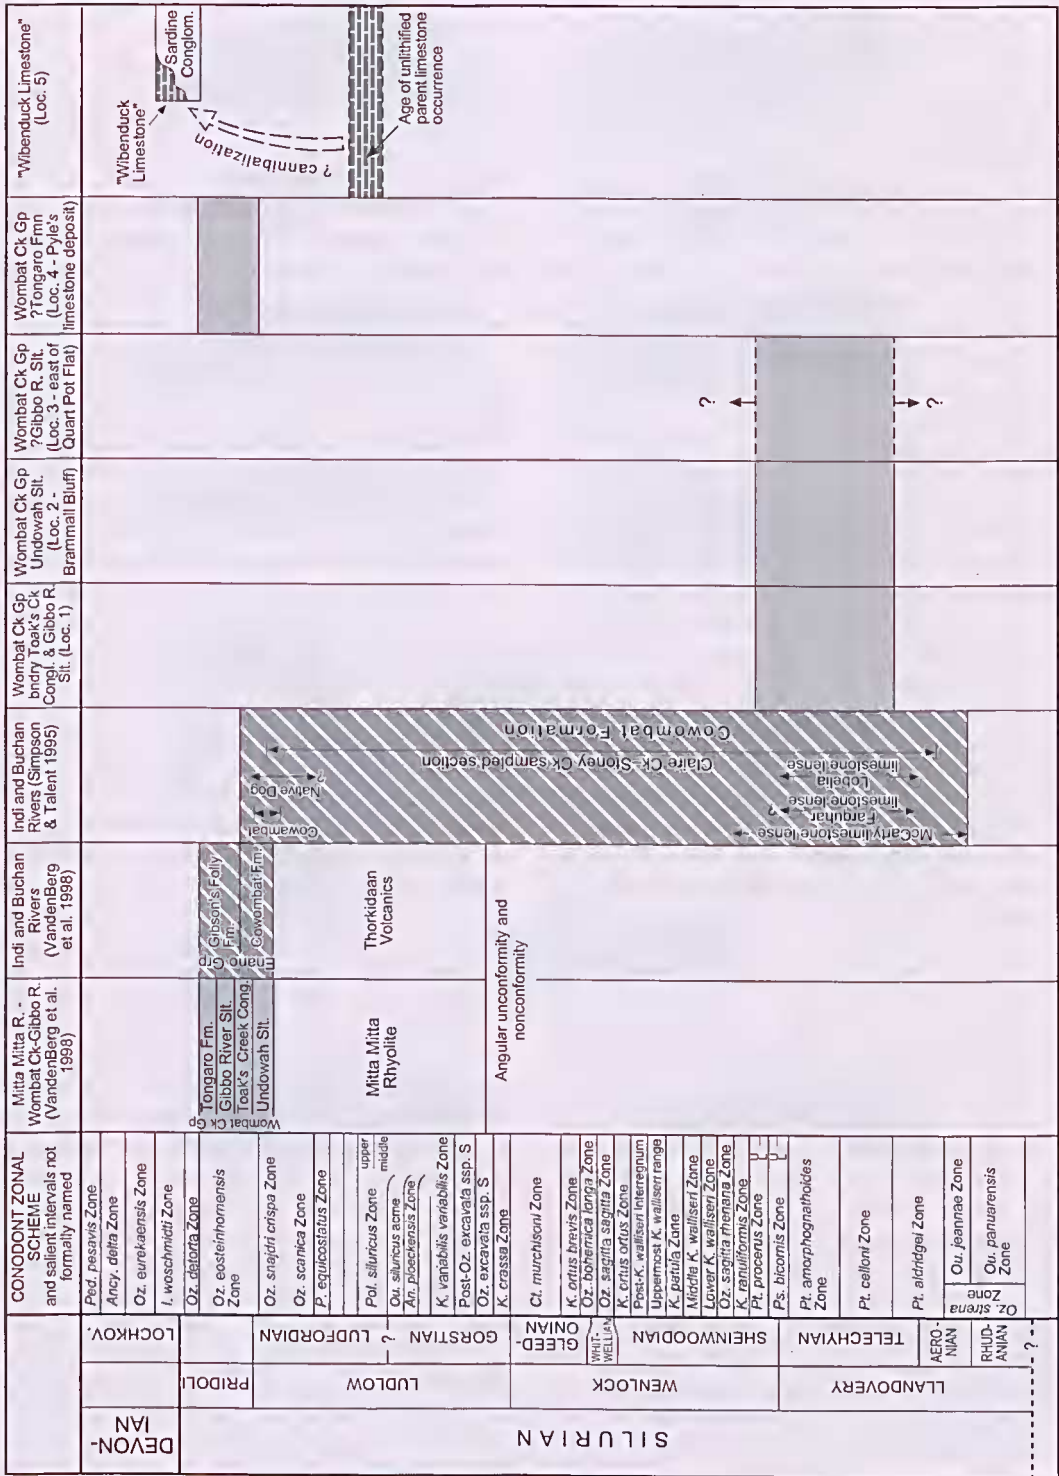 CONODONT ZONAL
SCHEME
and salient intervals not
formally named
Mitta Mitta R. -
Wombat Ck-Gibbo R.
(VandenBerg et al.
1998)
Indi and Buchan
Rivers
(VandenBerg
et al. 1998)
Indi and Buchan
Rivers (Simpson
& Talent 1995)
Wombat Ck Gp
bndry Toak's Ck
Congl. & Gibbo R.
Slt. (Loc. 1)
Wombat Ck Gp
Undowah Slt.
(Loc. 2 -
Brammall Bluff)
Wombat Ck Gp
?Gibbo R. Slt.
(Loc. 3 - east of
Quart Pot Flat)
Wombat Ck Gp
?Tongaro Fmn
(Loc. 4 - Pyle's
limestone deposit)
"Wibenduck Limestone"
(Loc. 5)
DEVON-
IAN
SILURIAN
LOCHKOV.
PRIDOLI
LUDLOW
WENLOCK
LLANDOVERY
LUDFORDIAN
?
GORSTIAN
GLEED-
ONIAN
WHIT-
WELLIAN
SHEINWOODIAN
TELECHYIAN
AERO-
NIAN
RHUD-
ANIAN
?
Ped. pesavis Zone
Ancy. delta Zone
Oz. eurekaensis Zone
I. woschmidti Zone
Oz. detorta Zone
Oz. eosteinhornensis
Zone
Oz. snajdri crispa Zone
Oz. scanica Zone
P. equicostatus Zone
Pol. siluricus Zone
upper
middle
Ou. siluricus acme
An. ploeckensis Zone
K. variabilis variabilis Zone
Post-Oz. excavata ssp. S
Oz. excavata ssp. S
K. crassa Zone
Ct. murchisoni Zone
K. ortus brevis Zone
Oz. bohemica longa Zone
Oz. sagitta sagitta Zone
K. ortus ortus Zone
Post-K. walliseri Interregnum
Uppermost K. walliseri range
K. patula Zone
Middle K. walliseri Zone
Lower K. walliseri Zone
Oz. sagitta rhenana Zone
K. ranuliformis Zone
Pt. procerus Zone
Ps. bicornis Zone
Pt. amorphognathoides
Zone
Pt. celloni Zone
Pt. aldridgei Zone
Oz. strena
Zone
Ou. jeannae Zone
Ou. panuarensis
Zone
Wombat Ck Gp
Tongaro Fm.
Gibbo River Slt.
Toak's Creek Cong.
Undowah Slt.
Mitta Mitta
Rhyolite
Enano Grp
Gibson's Folly
Fm.
Cowombat Fm.
Thorkidaan
Volcanics
Angular unconformity and
nonconformity
Cowambat
Native Dog
?
Claire Ck-Stoney Ck sampled section
Cowombat Formation
McCarty limestone lense
Farquhar
limestone lense
?
Lobelia
limestone lense
?
?
"Wibenduck
Limestone"
Sardine
Conglom.
? cannibalization
Age of unlithified
parent limestone
occurrence